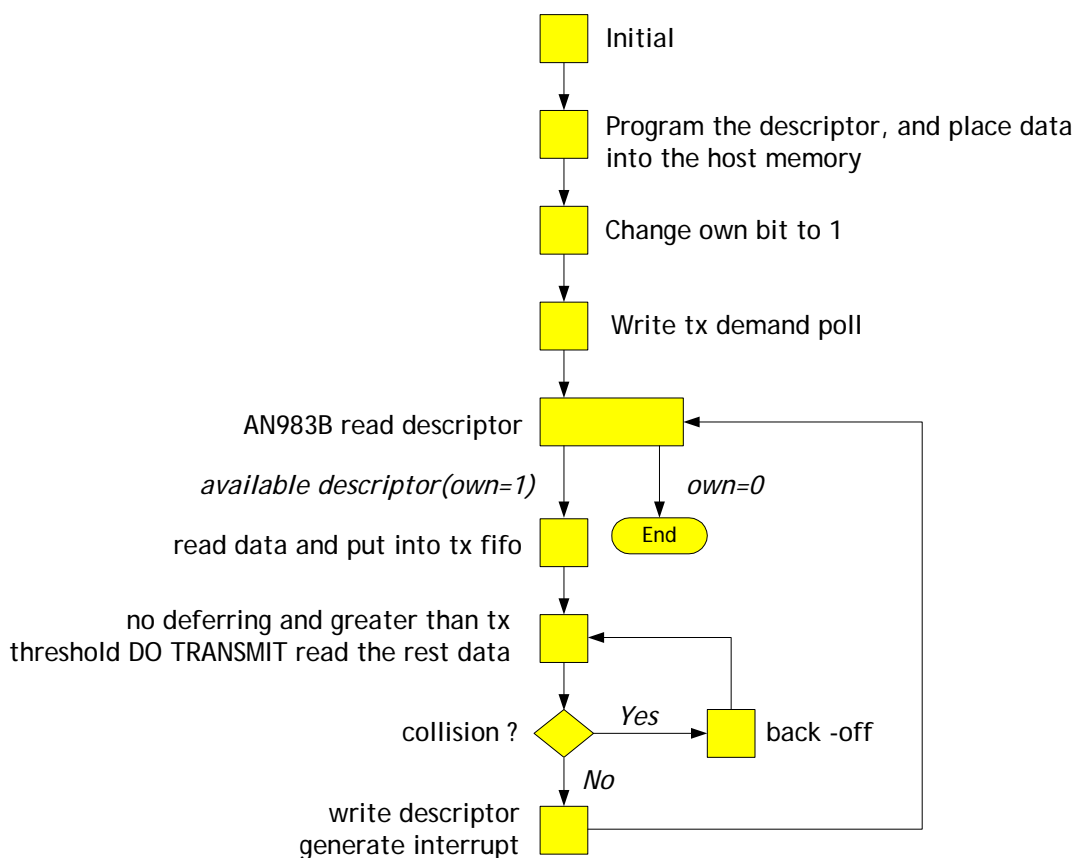 Initial
Program the descriptor, and place data
into the host memory
Change own bit to 1
Write tx demand poll
AN983B read descriptor
available descriptor(own=1)
own=0
End
read data and put into tx fifo
no deferring and greater than tx
threshold DO TRANSMIT read the rest data
collision ?
Yes
back -off
No
write descriptor
generate interrupt